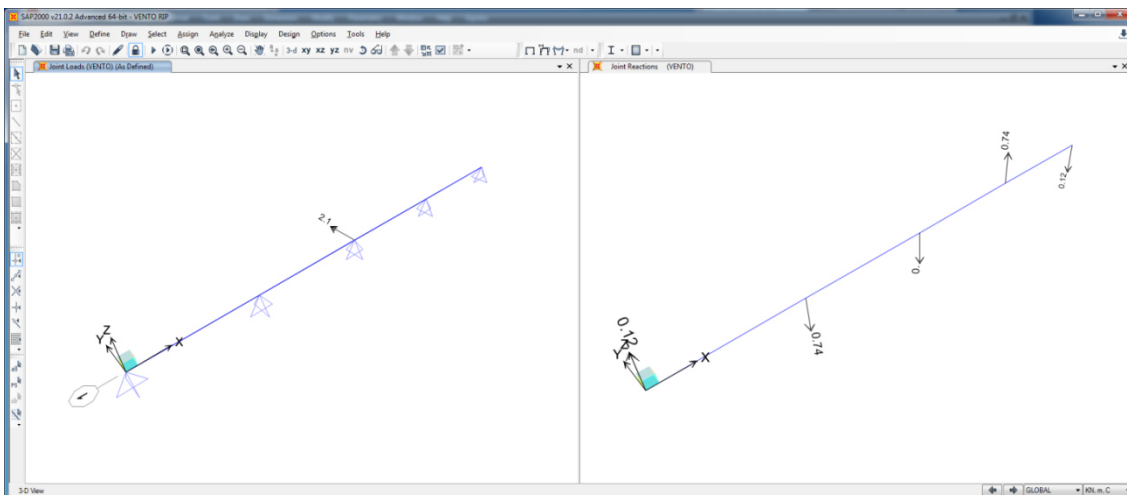 SAP2000 v21.0.2 Advanced 64-bit - VENTO RIP
File Edit View Define Draw Select Assign Analyze Display Design Options Tools Help
3-d xy xz yz nv
nd
Joint Loads (VENTO) (As Defined)
Joint Reactions (VENTO)
2.1
X
Y
Z
1
0.74
0.12
0.
0.74
0.12
X
Y
3-D View
GLOBAL
KN, m, C